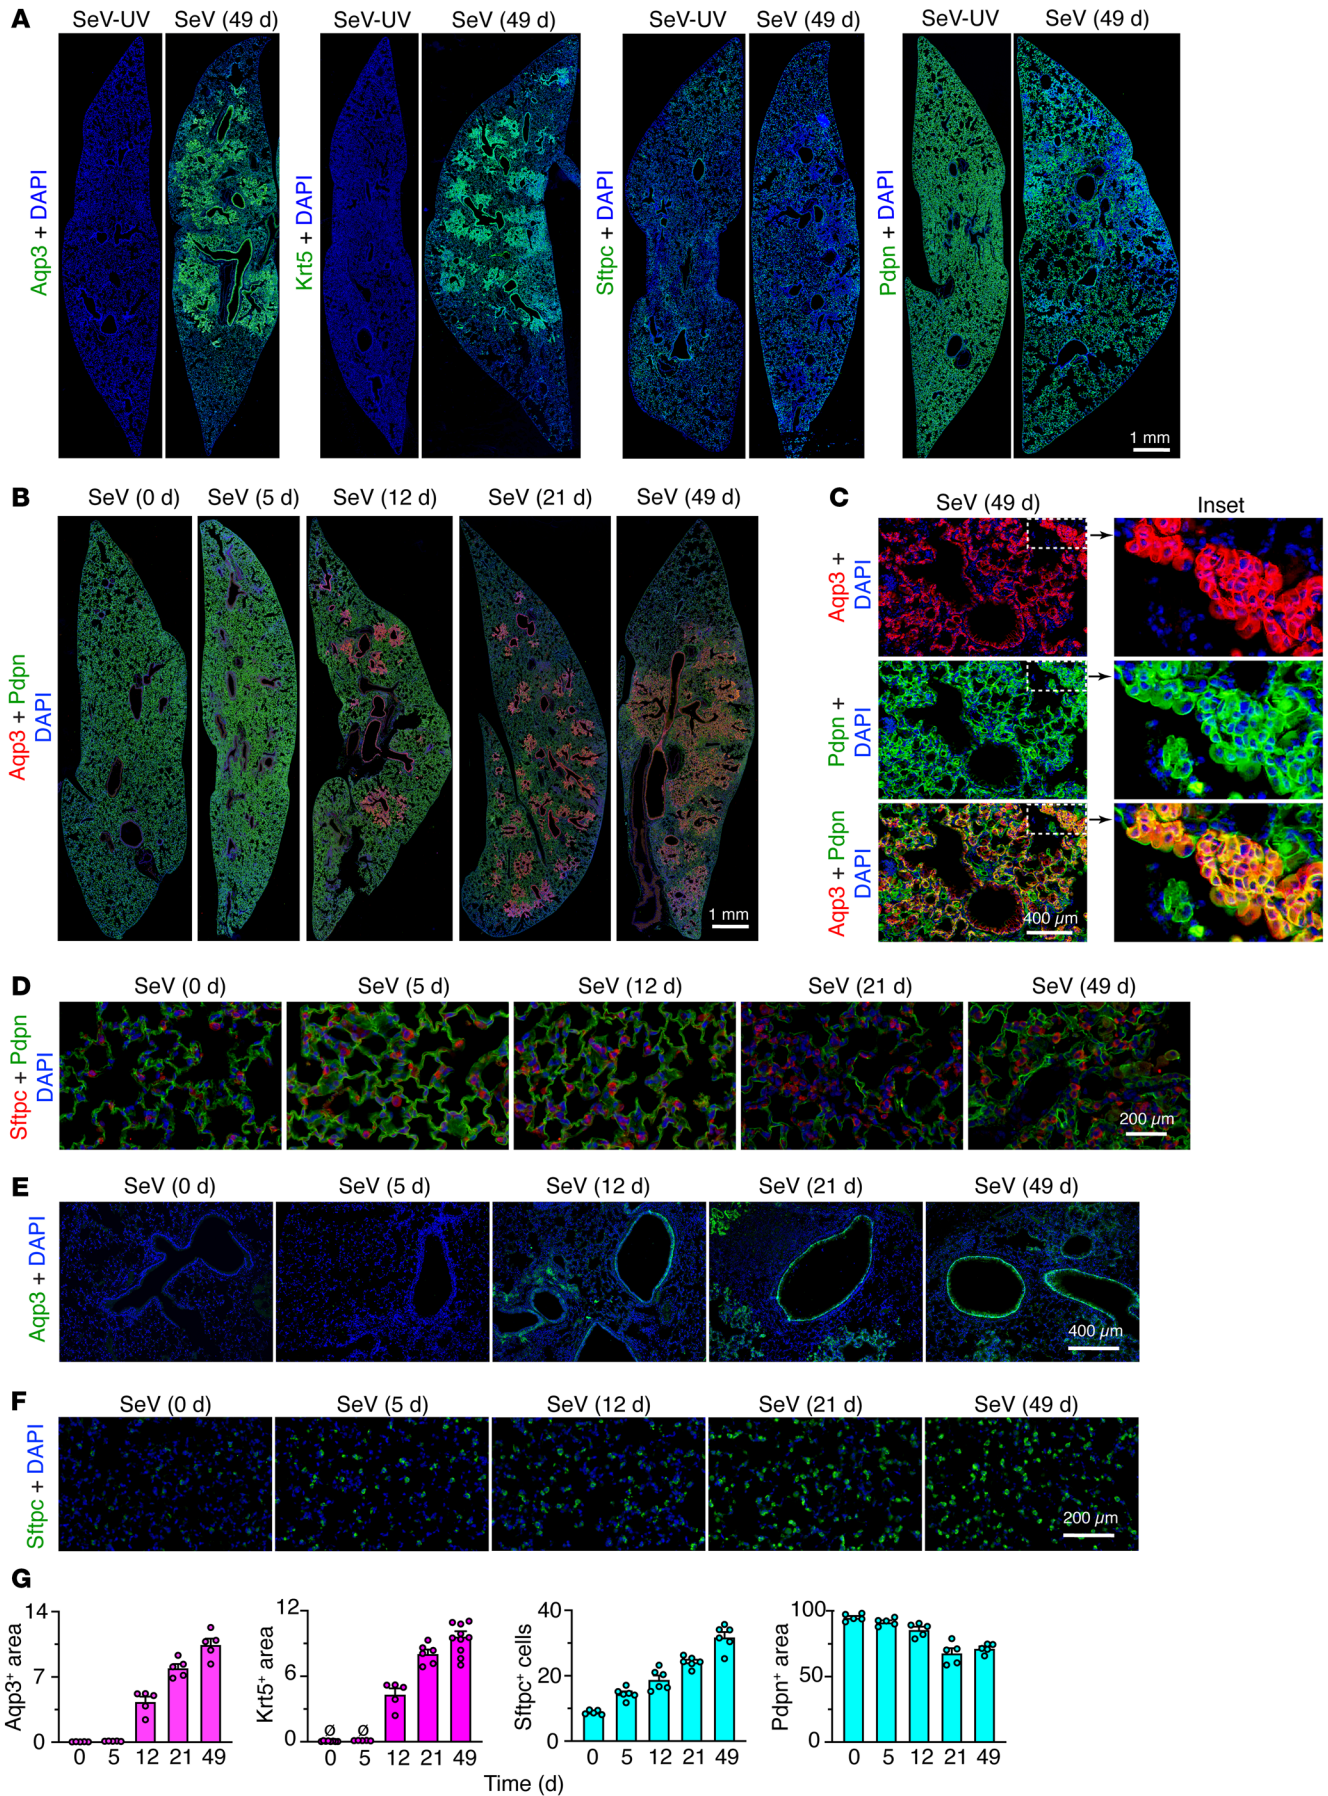 A
SeV-UV SeV (49 d) SeV-UV SeV (49 d) SeV-UV SeV (49 d) SeV-UV SeV (49 d)
Aqp3 + DAPI
Krt5 + DAPI
Sftpc + DAPI
Pdpn + DAPI
1 mm
B
SeV (0 d) SeV (5 d) SeV (12 d) SeV (21 d) SeV (49 d)
Aqp3 + Pdpn
DAPI
1 mm
C
SeV (49 d) Inset
Aqp3 +
DAPI
Pdpn +
DAPI
Aqp3 + Pdpn
DAPI
400 µm
D
SeV (0 d) SeV (5 d) SeV (12 d) SeV (21 d) SeV (49 d)
Sftpc + Pdpn
DAPI
200 µm
E
SeV (0 d) SeV (5 d) SeV (12 d) SeV (21 d) SeV (49 d)
Aqp3 + DAPI
400 µm
F
SeV (0 d) SeV (5 d) SeV (12 d) SeV (21 d) SeV (49 d)
Sftpc + DAPI
200 µm
G
Aqp3⁺ area
14
7
0
0 5 12 21 49
Krt5⁺ area
12
6
0
Ø Ø
0 5 12 21 49
Sftpc⁺ cells
40
20
0
0 5 12 21 49
Pdpn⁺ area
100
50
0
0 5 12 21 49
Time (d)